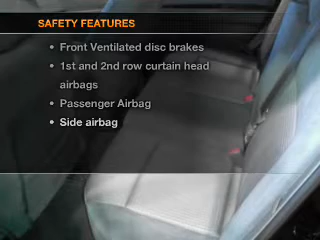 SAFETY FEATURES
• Front Ventilated disc brakes
• 1st and 2nd row curtain head
airbags
• Passenger Airbag
• Side airbag